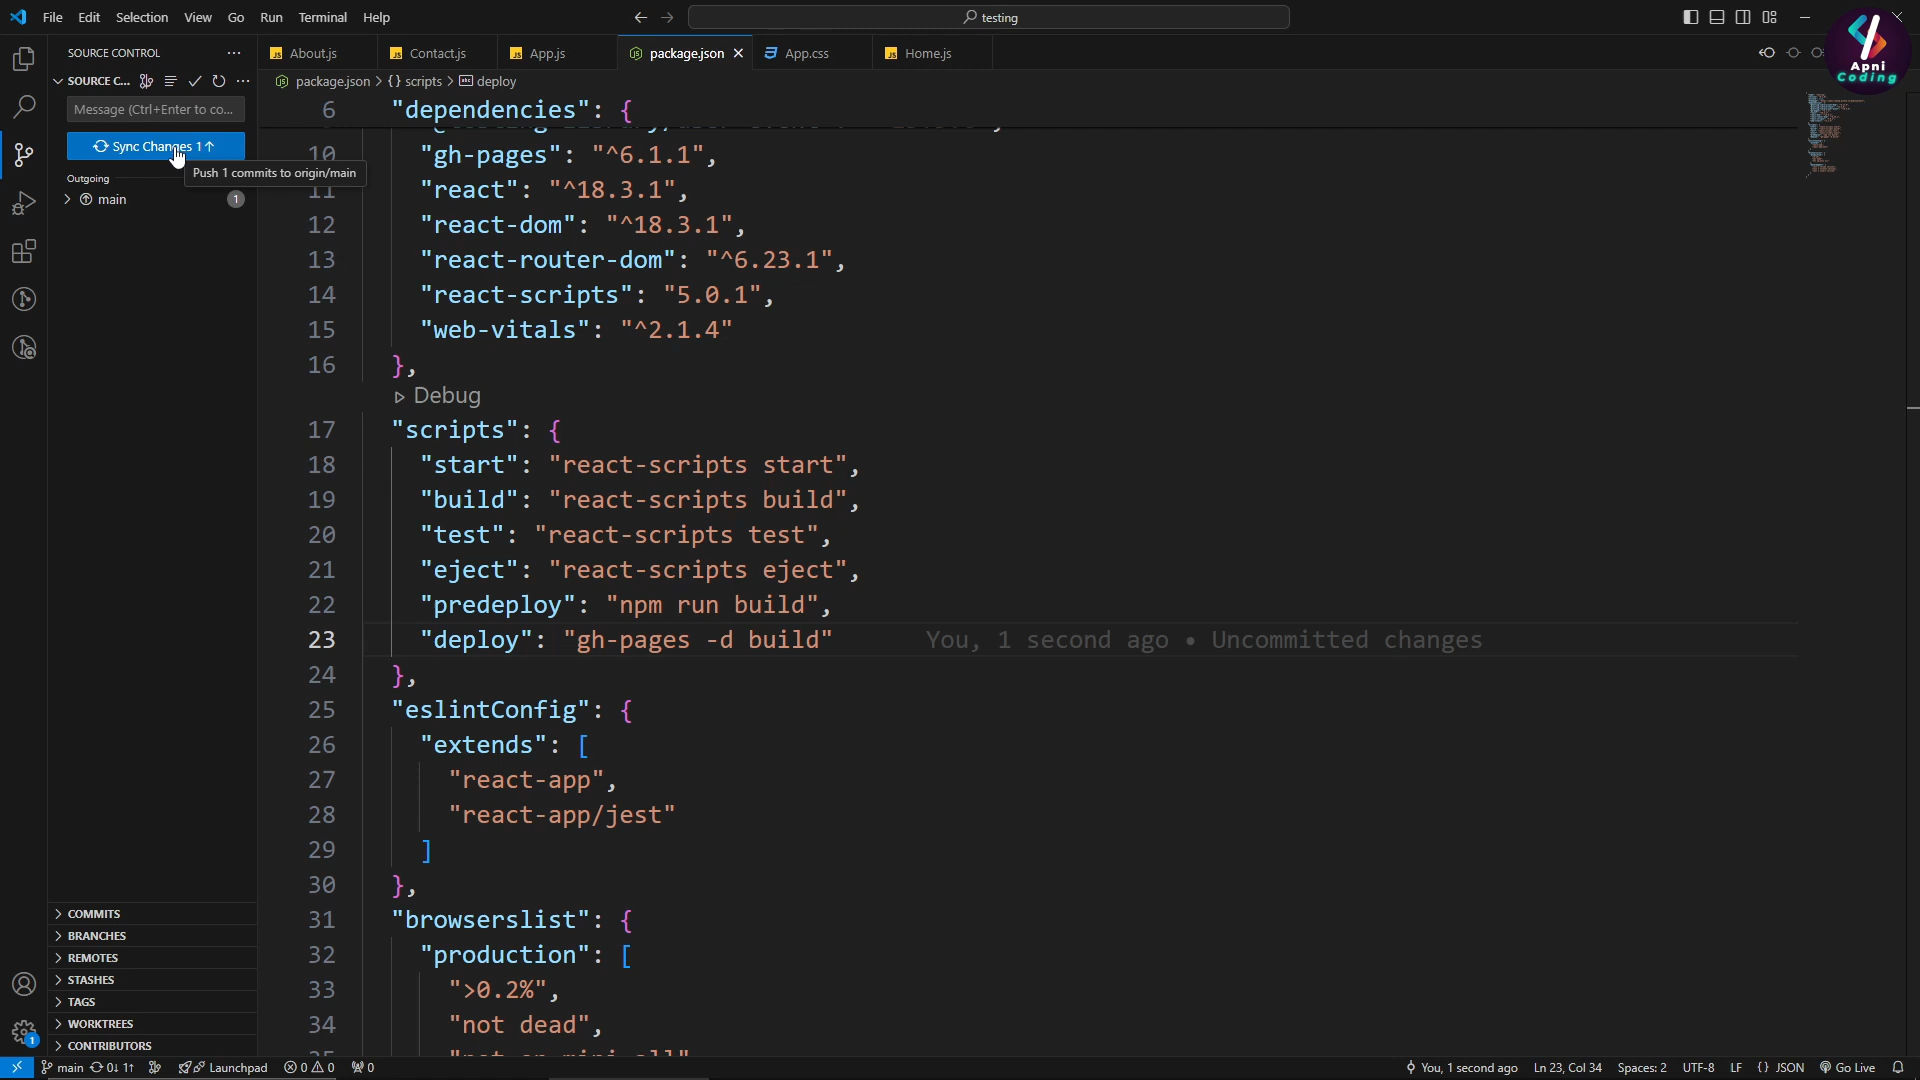 File Edit Selection View Go Run Terminal Help
testing
SOURCE CONTROL
About.js
Contact.js
App.js
package.json
App.css
Home.js
Apni
Coding
SOURCE C...
package.json > {} scripts > deploy
Message (Ctrl+Enter to co...
Sync Changes 1↑
Push 1 commits to origin/main
Outgoing
main
1
6 "dependencies": {
10 "gh-pages": "^6.1.1",
11 "react": "^18.3.1",
12 "react-dom": "^18.3.1",
13 "react-router-dom": "^6.23.1",
14 "react-scripts": "5.0.1",
15 "web-vitals": "^2.1.4"
16 },
Debug
17 "scripts": {
18 "start": "react-scripts start",
19 "build": "react-scripts build",
20 "test": "react-scripts test",
21 "eject": "react-scripts eject",
22 "predeploy": "npm run build",
23 "deploy": "gh-pages -d build" You, 1 second ago • Uncommitted changes
24 },
25 "eslintConfig": {
26 "extends": [
27 "react-app",
28 "react-app/jest"
29 ]
30 },
31 "browserslist": {
32 "production": [
33 ">0.2%",
34 "not dead",
COMMITS
BRANCHES
REMOTES
STASHES
TAGS
WORKTREES
CONTRIBUTORS
1
main 0↓ 1↑ Launchpad 0 0 0
You, 1 second ago Ln 23, Col 34 Spaces: 2 UTF-8 LF {} JSON Go Live